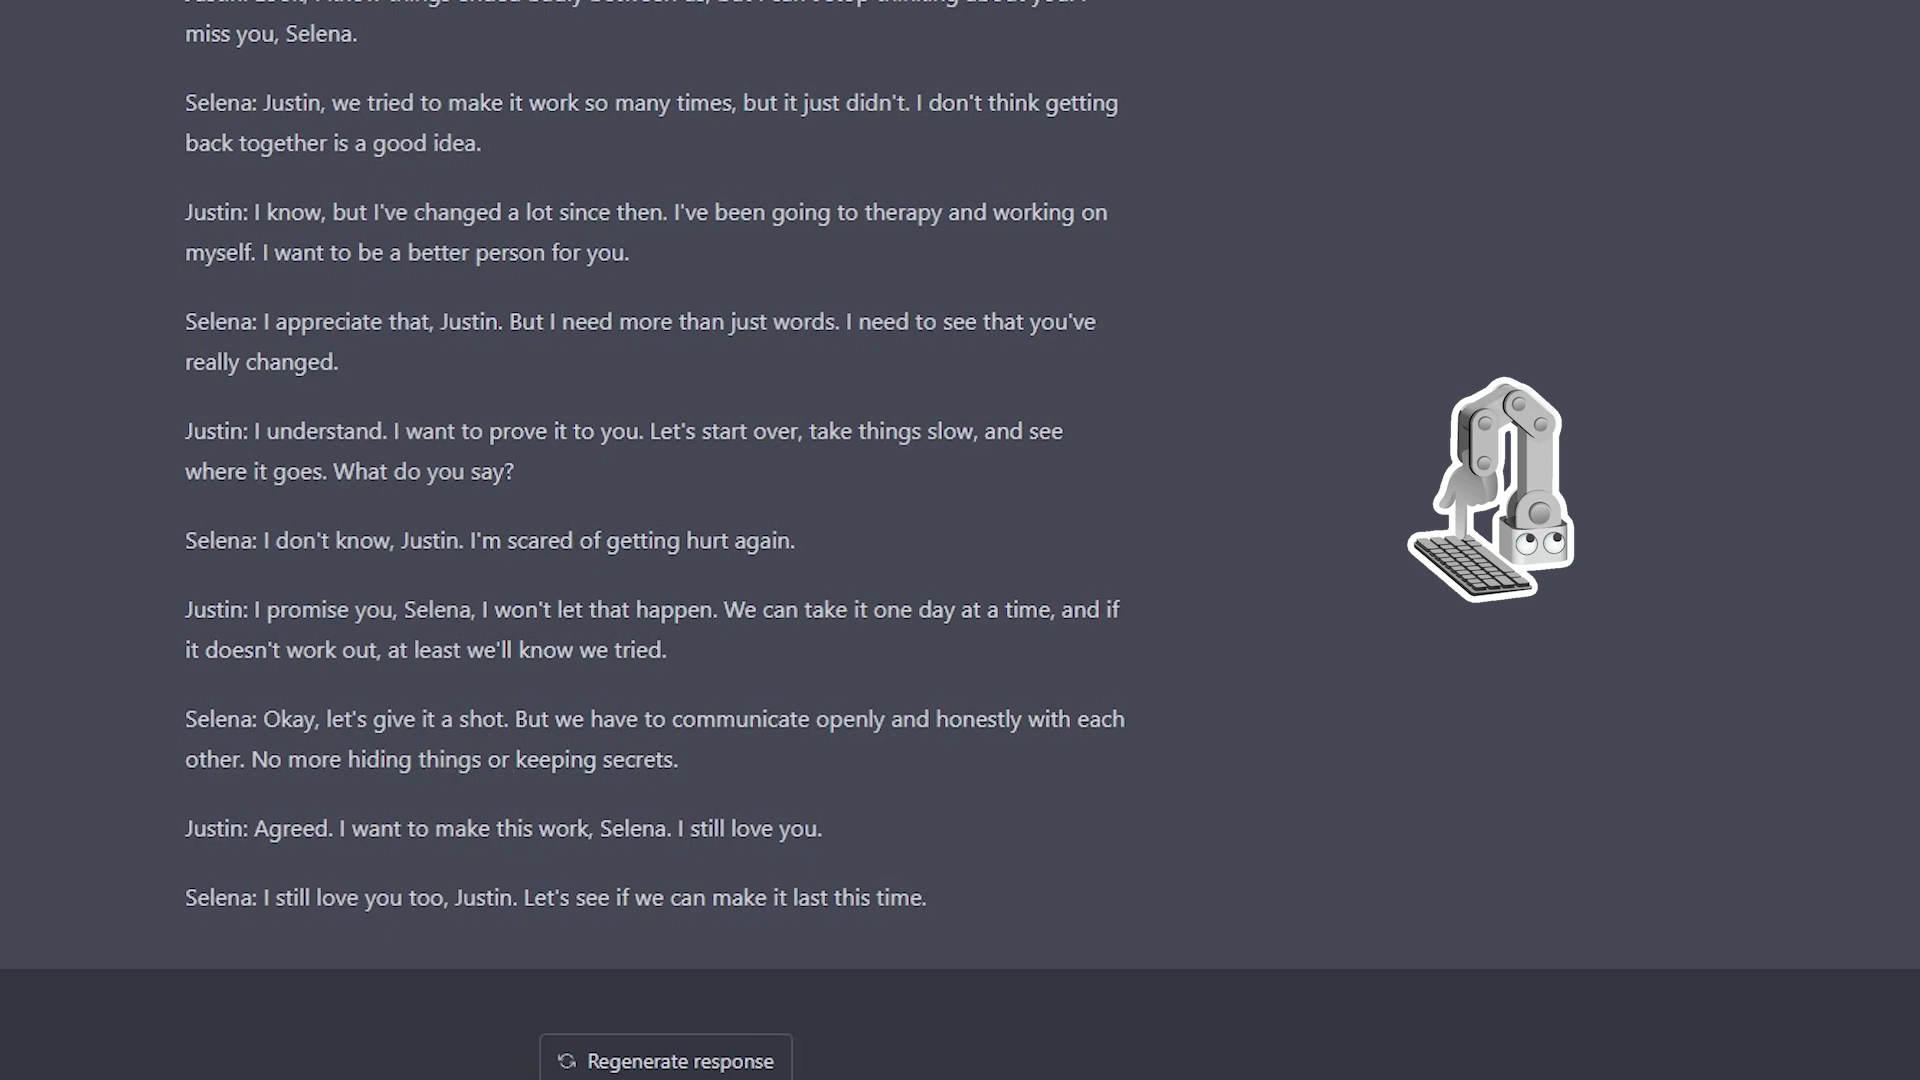 miss you, Selena.
Selena: Justin, we tried to make it work so many times, but it just didn't. I don't think getting
back together is a good idea.
Justin: I know, but I've changed a lot since then. I've been going to therapy and working on
myself. I want to be a better person for you.
Selena: I appreciate that, Justin. But I need more than just words. I need to see that you've
really changed.
Justin: I understand. I want to prove it to you. Let's start over, take things slow, and see
where it goes. What do you say?
Selena: I don't know, Justin. I'm scared of getting hurt again.
Justin: I promise you, Selena, I won't let that happen. We can take it one day at a time, and if
it doesn't work out, at least we'll know we tried.
Selena: Okay, let's give it a shot. But we have to communicate openly and honestly with each
other. No more hiding things or keeping secrets.
Justin: Agreed. I want to make this work, Selena. I still love you.
Selena: I still love you too, Justin. Let's see if we can make it last this time.
Regenerate response